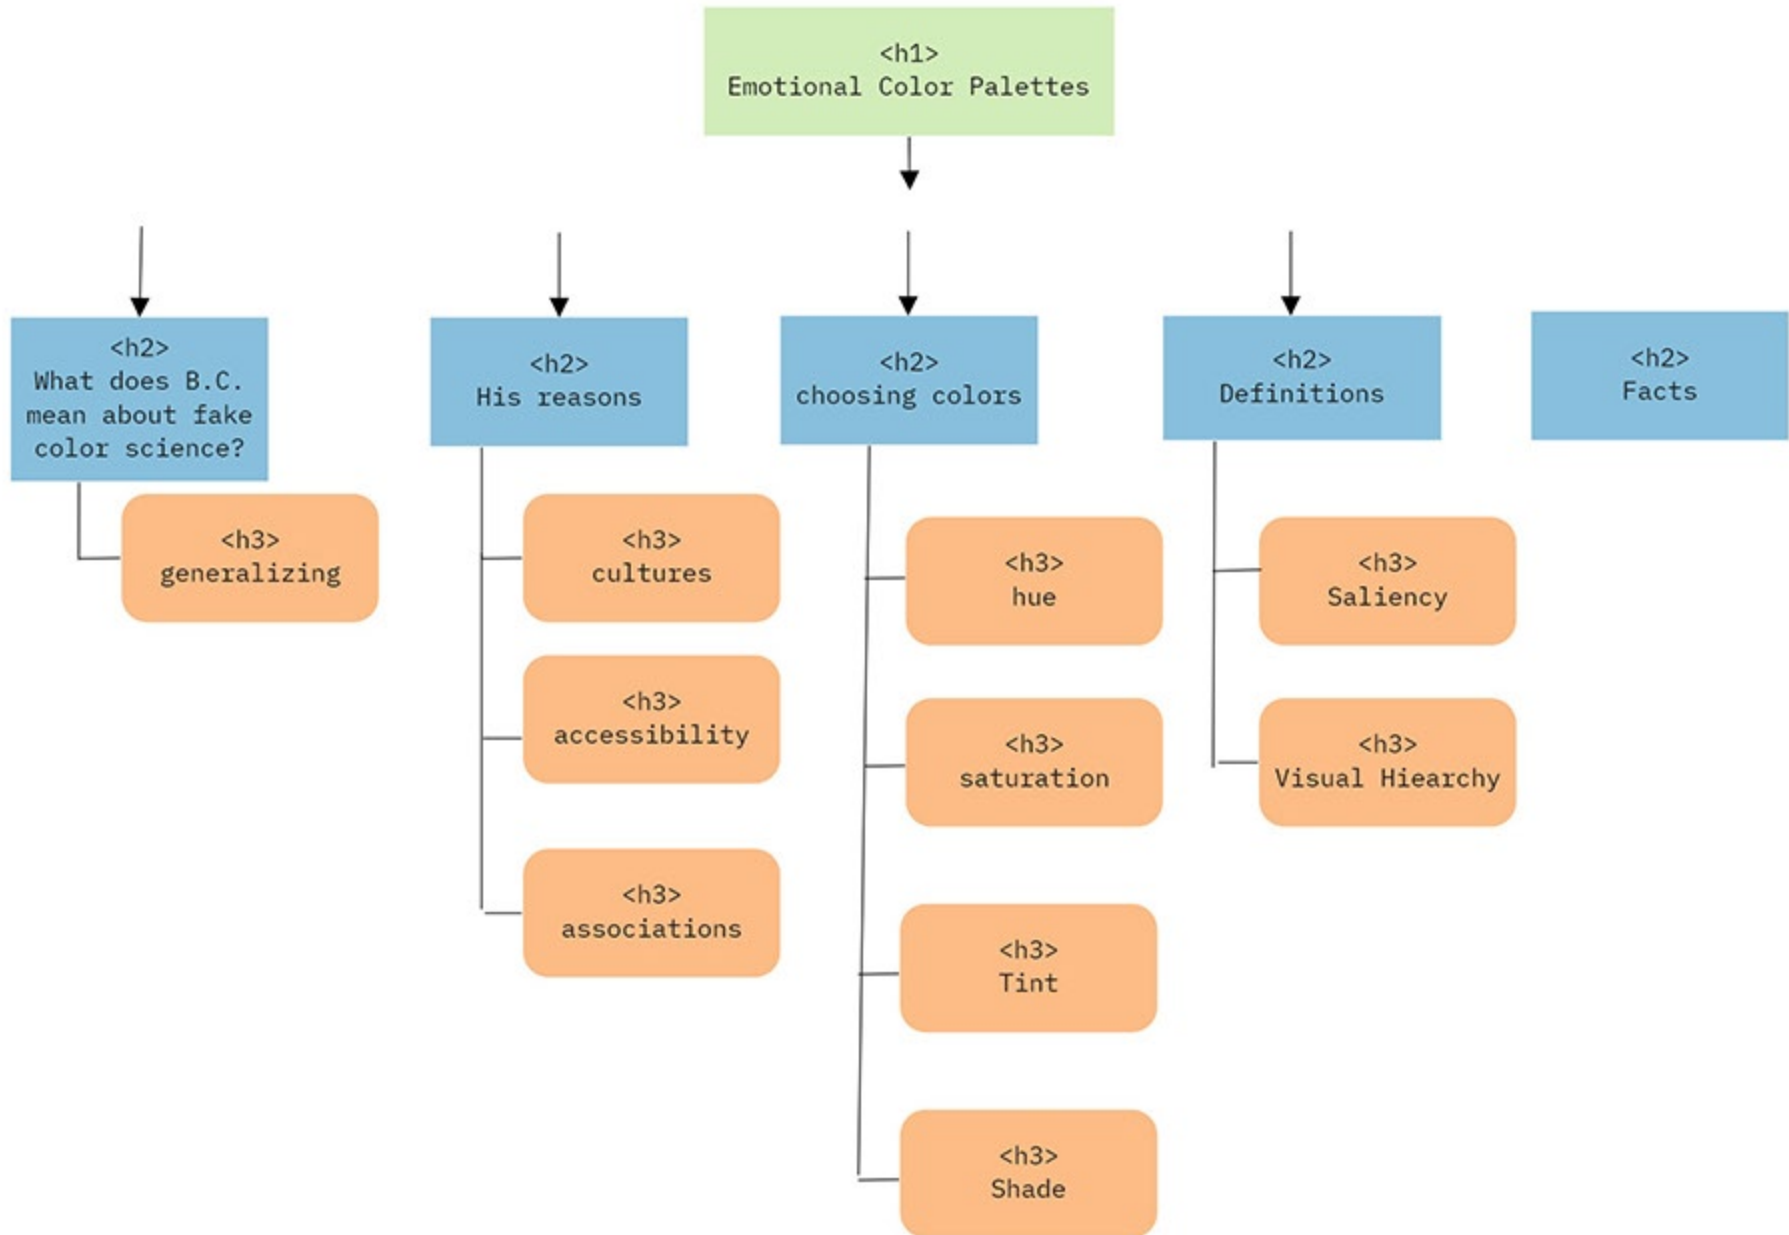 <h1>
Emotional Color Palettes
<h2>
What does B.C.
mean about fake
color science?
<h3>
generalizing
<h2>
His reasons
<h3>
cultures
<h3>
accessibility
<h3>
associations
<h2>
choosing colors
<h3>
hue
<h3>
saturation
<h3>
Tint
<h3>
Shade
<h2>
Definitions
<h3>
Saliency
<h3>
Visual Hiearchy
<h2>
Facts